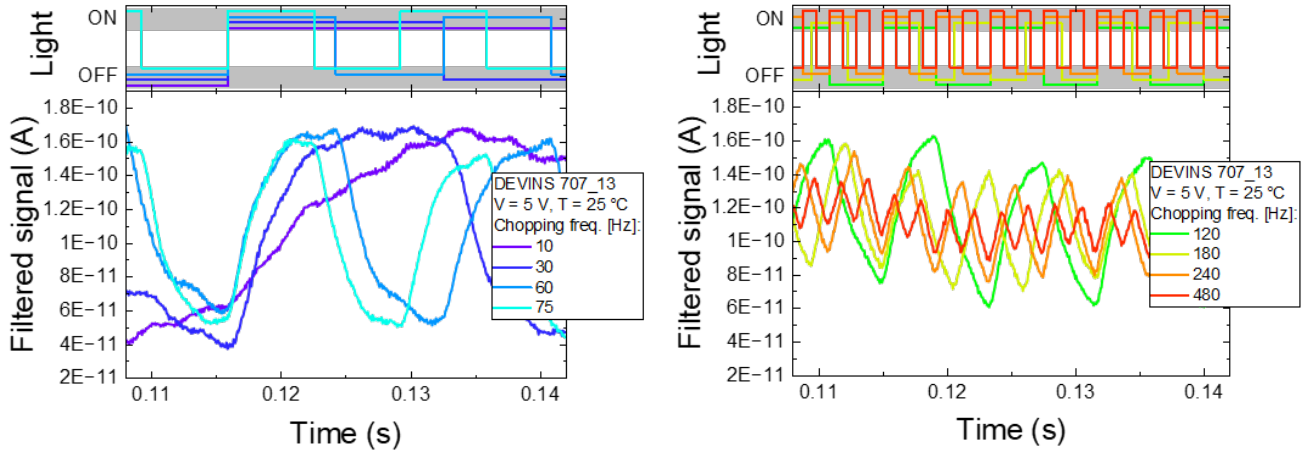 Light
ON
OFF
Filtered signal (A)
1.8E−10
1.6E−10
1.4E−10
1.2E−10
1E−10
8E−11
6E−11
4E−11
2E−11
DEVINS 707_13
V = 5 V, T = 25 °C
Chopping freq. [Hz]:
10
30
60
75
0.11
0.12
0.13
0.14
Time (s)
Light
ON
OFF
Filtered signal (A)
1.8E−10
1.6E−10
1.4E−10
1.2E−10
1E−10
8E−11
6E−11
4E−11
2E−11
DEVINS 707_13
V = 5 V, T = 25 °C
Chopping freq. [Hz]:
120
180
240
480
0.11
0.12
0.13
0.14
Time (s)